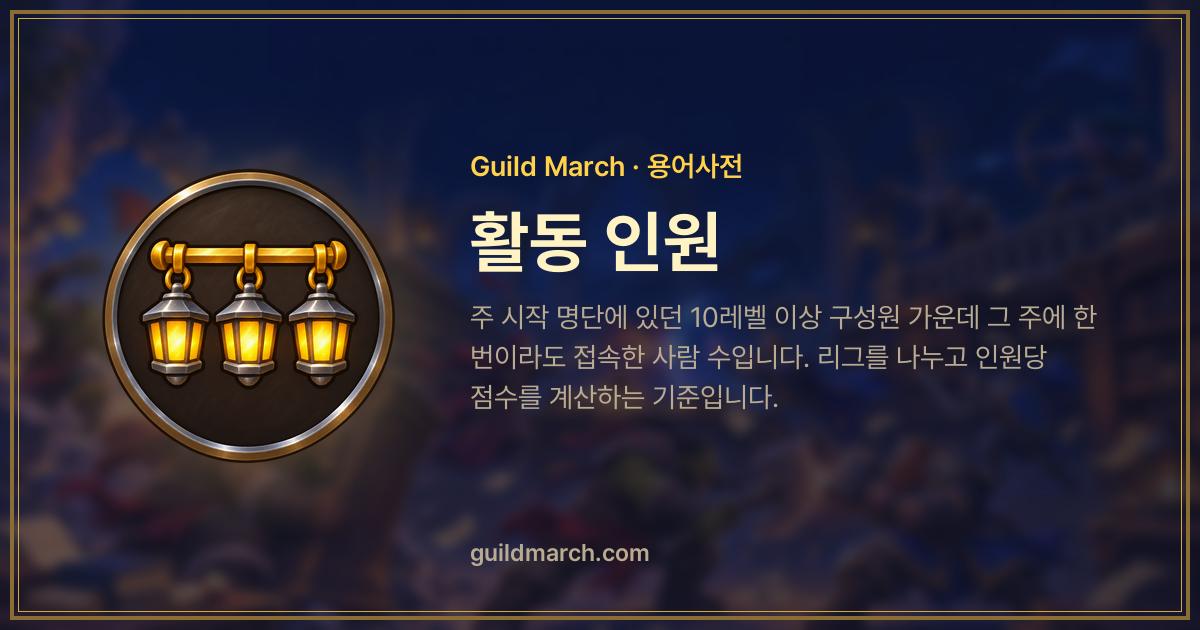 Guild March · 용어사전
활동 인원
주 시작 명단에 있던 10레벨 이상 구성원 가운데 그 주에 한
번이라도 접속한 사람 수입니다. 리그를 나누고 인원당
점수를 계산하는 기준입니다.
guildmarch.com